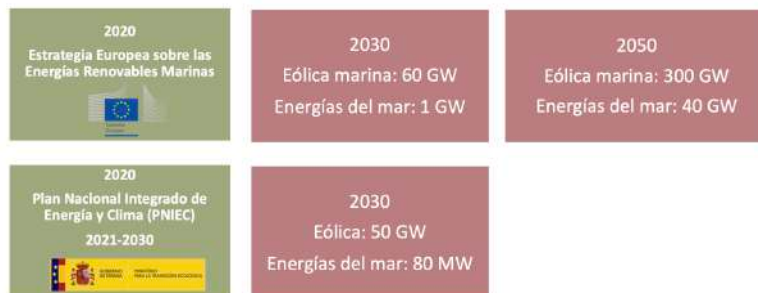 2020
Estrategia Europea sobre las
Energías Renovables Marinas
2030
Eólica marina: 60 GW
Energías del mar: 1 GW
2050
Eólica marina: 300 GW
Energías del mar: 40 GW
2020
Plan Nacional Integrado de
Energía y Clima (PNIEC)
2021-2030
2030
Eólica: 50 GW
Energías del mar: 80 MW